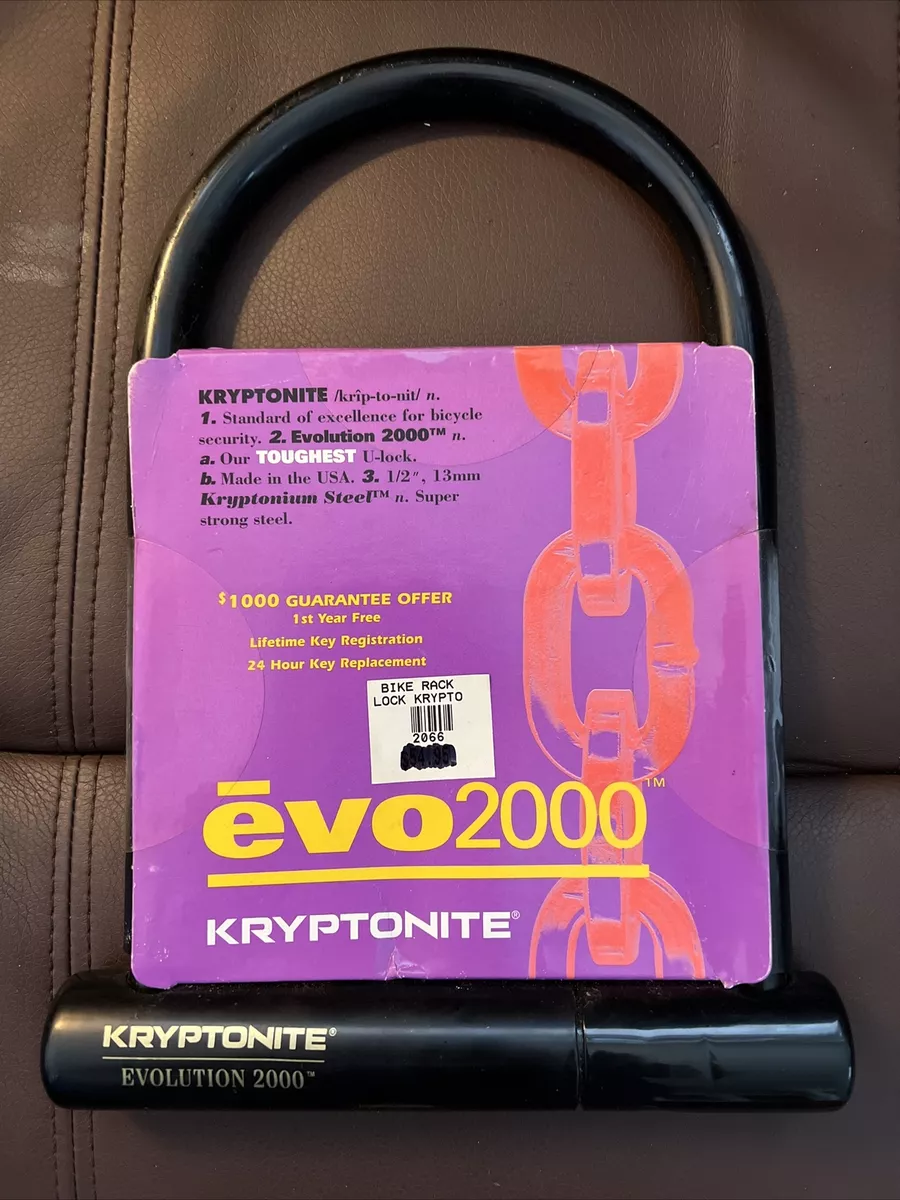 KRYPTONITE /krîp-to-nit/ n.
1. Standard of excellence for bicycle
security. 2. Evolution 2000™ n.
a. Our TOUGHEST U-lock.
b. Made in the USA. 3. 1/2", 13mm
Kryptonium Steel™ n. Super
strong steel.
$1000 GUARANTEE OFFER
1st Year Free
Lifetime Key Registration
24 Hour Key Replacement
BIKE RACK
LOCK KRYPTO
2066
ēvo2000™
KRYPTONITE®
KRYPTONITE®
EVOLUTION 2000™